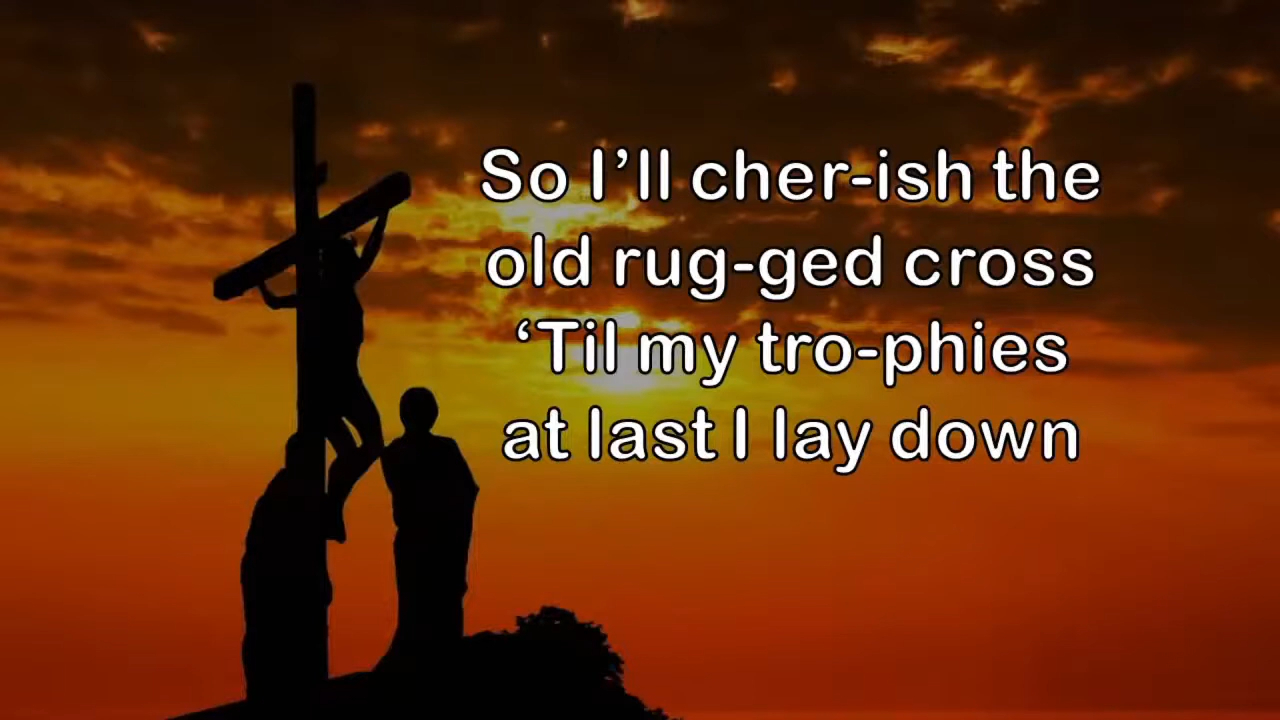 So I’ll cher-ish the
old rug-ged cross
‘Til my tro-phies
at last I lay down